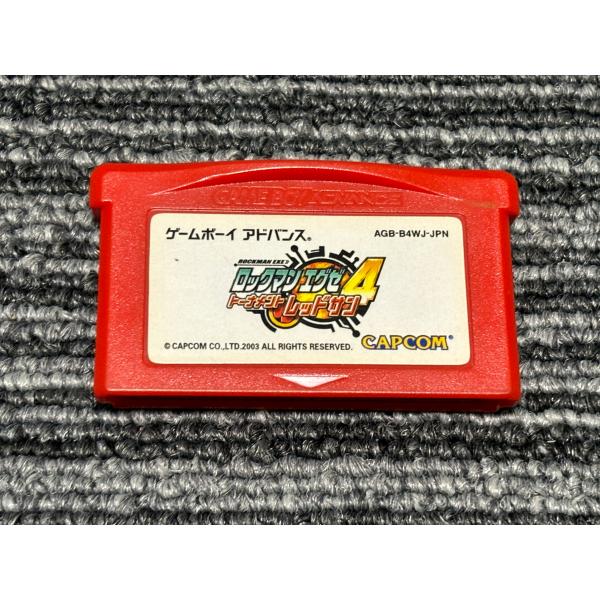 GAME BOY ADVANCE
ゲームボーイ アドバンス® AGB-B4WJ-JPN
ROCKMAN EXE 4
ロックマンエグゼ4
トーナメント レッドサン
© CAPCOM CO.,LTD.2003 ALL RIGHTS RESERVED. CAPCOM®